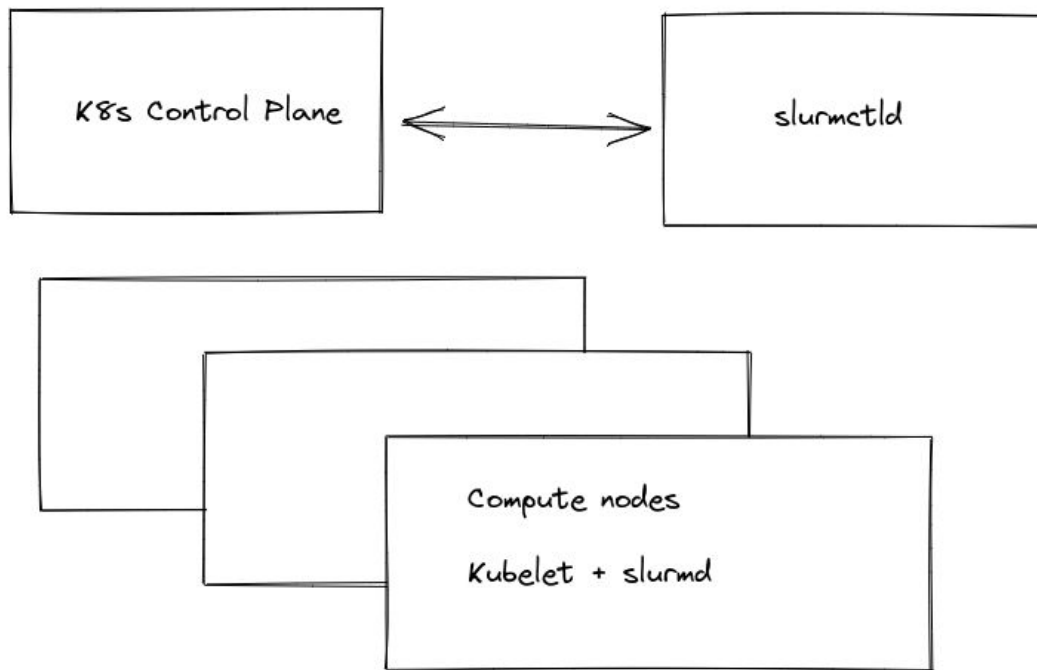 K8s Control Plane
slurmctld
Compute nodes
Kubelet + slurmd